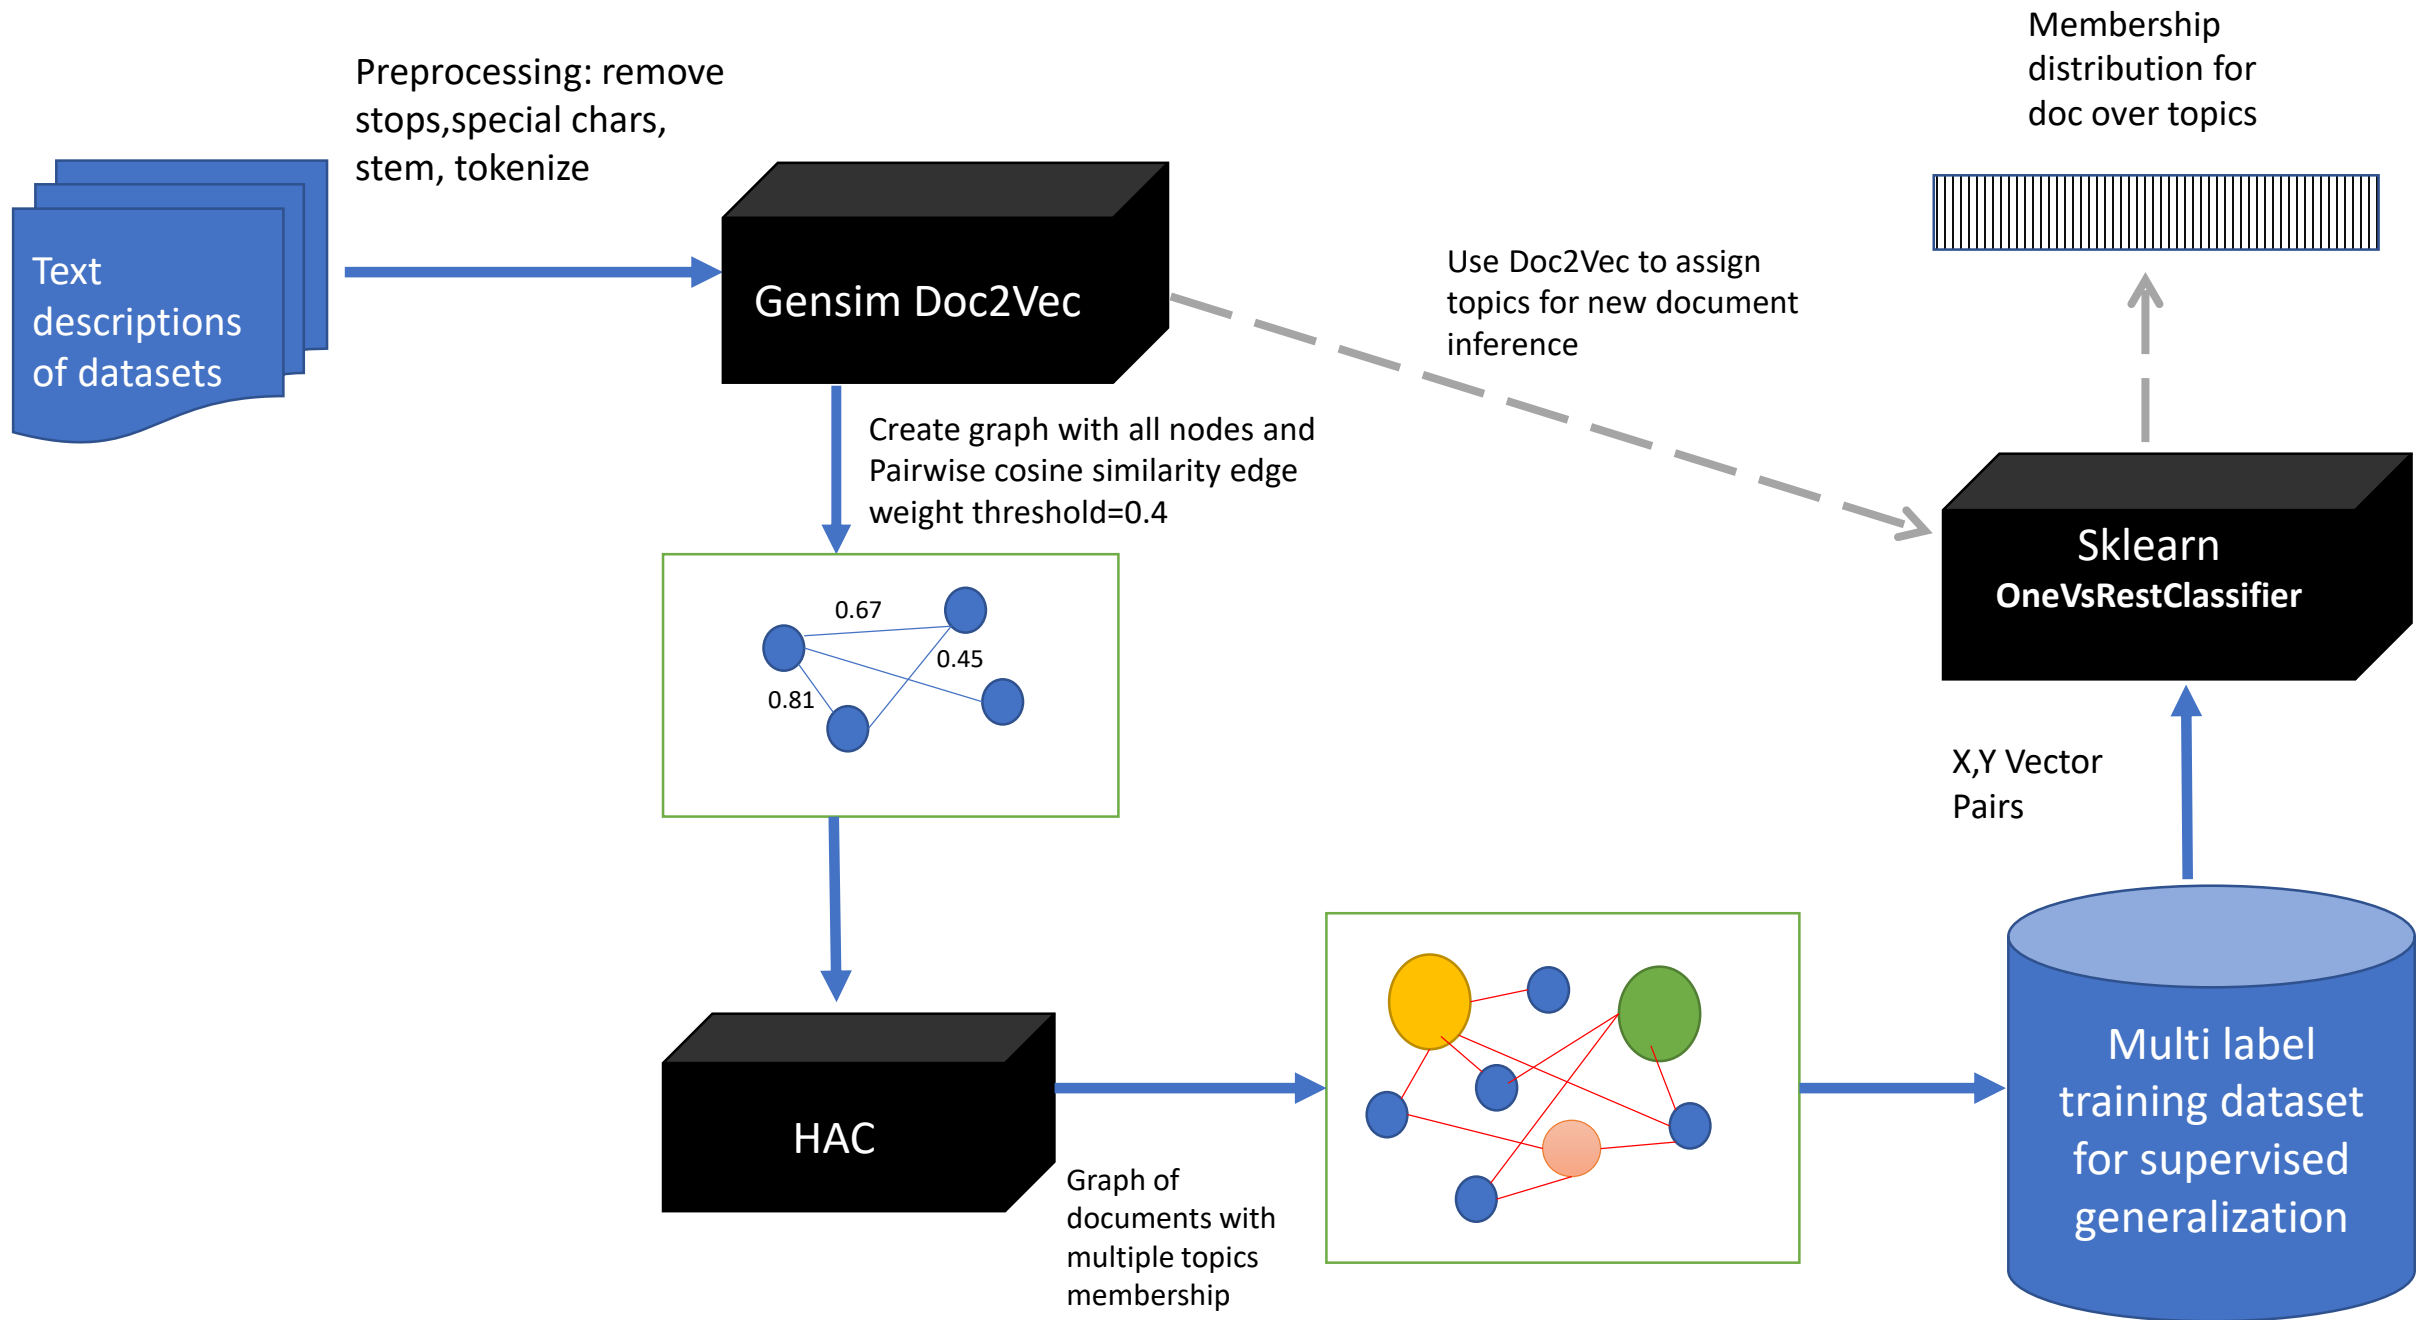 Preprocessing: remove
stops,special chars,
stem, tokenize
Text
descriptions
of datasets
Gensim Doc2Vec
Use Doc2Vec to assign
topics for new document
inference
Membership
distribution for
doc over topics
Create graph with all nodes and
Pairwise cosine similarity edge
weight threshold=0.4
0.67
0.45
0.81
Sklearn
OneVsRestClassifier
X,Y Vector
Pairs
HAC
Graph of
documents with
multiple topics
membership
Multi label
training dataset
for supervised
generalization